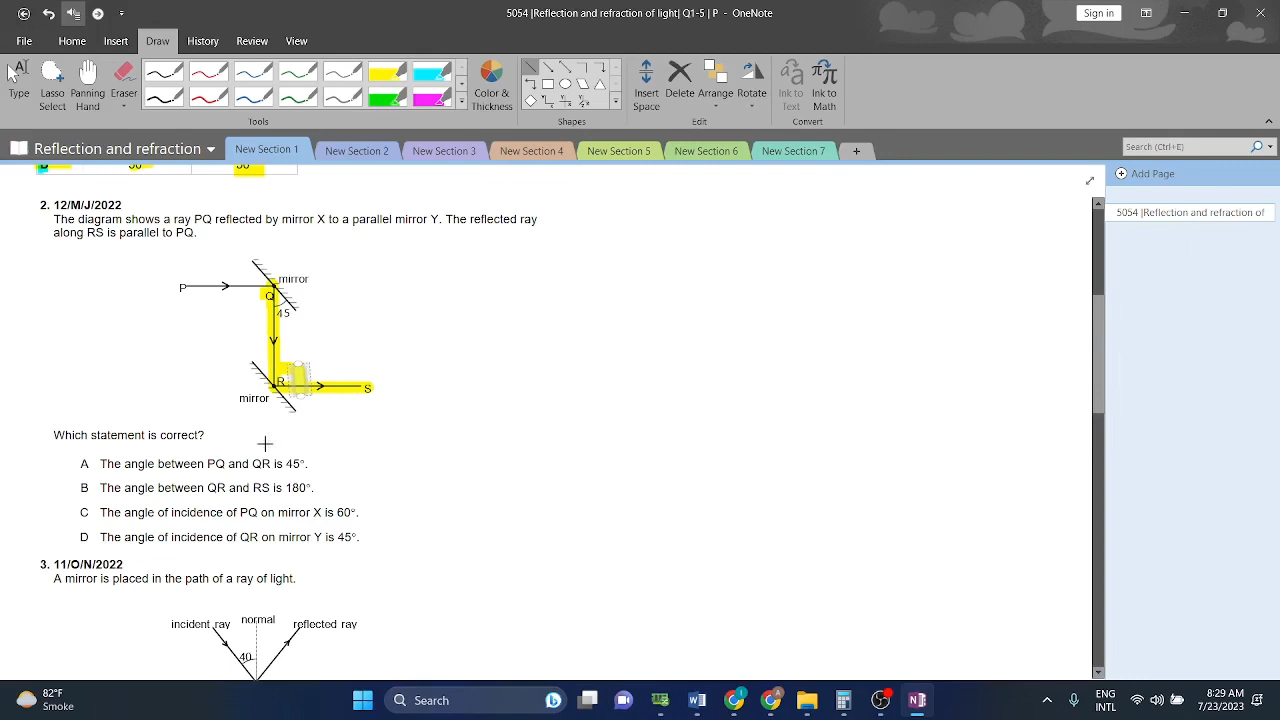 5054 |Reflection and refraction of light| Q1-5 | P - OneNote
Sign in
File Home Insert Draw History Review View
Type
Lasso Select
Panning Hand
Eraser
Color & Thickness
Insert Space
Delete
Arrange
Rotate
Ink to Text
Ink to Math
Tools
Shapes
Edit
Convert
Reflection and refraction
New Section 1
New Section 2
New Section 3
New Section 4
New Section 5
New Section 6
New Section 7
Search (Ctrl+E)
Add Page
5054 |Reflection and refraction of
2. 12/M/J/2022
The diagram shows a ray PQ reflected by mirror X to a parallel mirror Y. The reflected ray
along RS is parallel to PQ.
mirror
P
Q
45
R
S
mirror
Which statement is correct?
A The angle between PQ and QR is 45°.
B The angle between QR and RS is 180°.
C The angle of incidence of PQ on mirror X is 60°.
D The angle of incidence of QR on mirror Y is 45°.
3. 11/O/N/2022
A mirror is placed in the path of a ray of light.
incident ray normal reflected ray
40
82°F
Smoke
Search
ENG
INTL
8:29 AM
7/23/2023